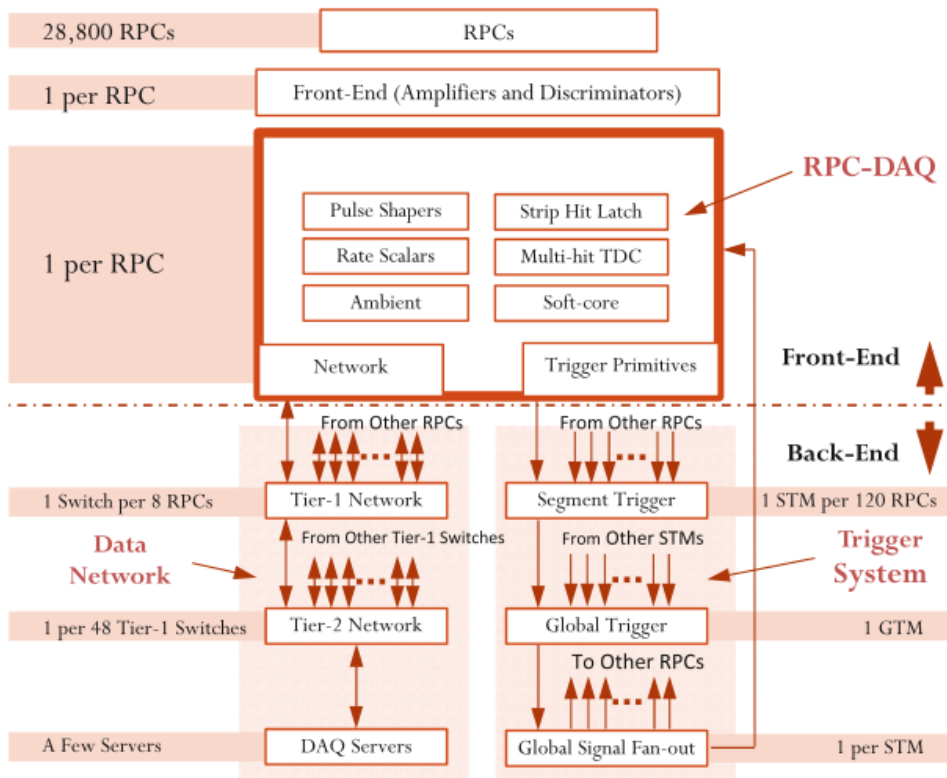 28,800 RPCs
RPCs
1 per RPC
Front-End (Amplifiers and Discriminators)
RPC-DAQ
Pulse Shapers
Strip Hit Latch
1 per RPC
Rate Scalars
Multi-hit TDC
Ambient
Soft-core
Network
Trigger Primitives
Front-End
From Other RPCs
From Other RPCs
Back-End
1 Switch per 8 RPCs
Tier-1 Network
Segment Trigger
1 STM per 120 RPCs
From Other Tier-1 Switches
From Other STMs
Data
Network
Trigger
System
1 per 48 Tier-1 Switches
Tier-2 Network
Global Trigger
1 GTM
To Other RPCs
A Few Servers
DAQ Servers
Global Signal Fan-out
1 per STM